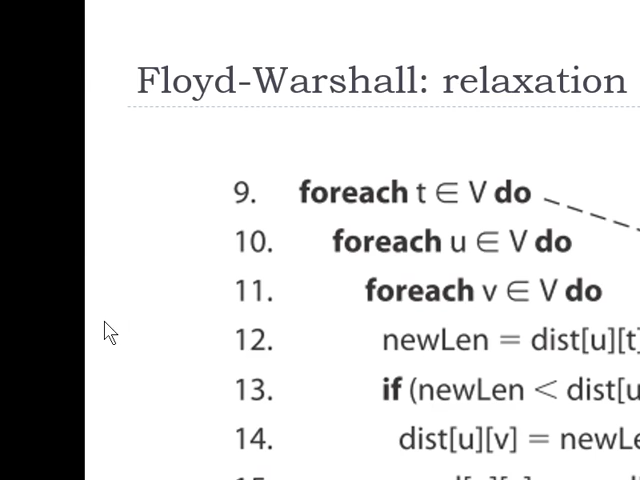 Floyd-Warshall: relaxation
9. foreach t ∈ V do
10. foreach u ∈ V do
11. foreach v ∈ V do
12. newLen = dist[u][t]
13. if (newLen < dist[u
14. dist[u][v] = newLe